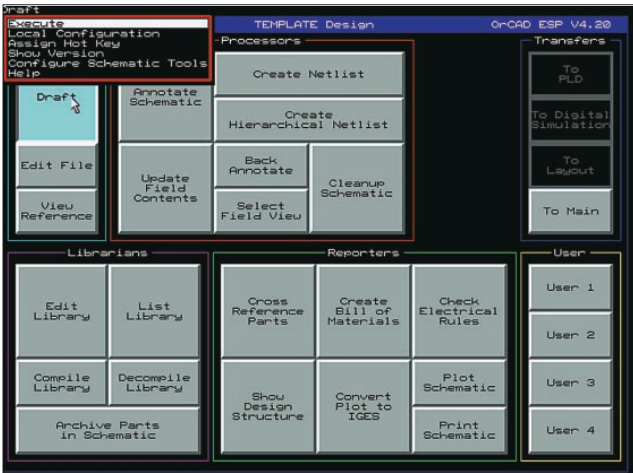 Draft
Execute
Local Configuration
Assign Hot Key
Show Version
Configure Schematic Tools
Help
TEMPLATE Design
OrCAD ESP V4.20
Processors
Transfers
Draft
Edit File
View
Reference
Annotate
Schematic
Update
Field
Contents
Create Netlist
Create
Hierarchical Netlist
Back
Annotate
Select
Field View
Cleanup
Schematic
To
PLD
To Digital
Simulation
To
Layout
To Main
Librarians
Edit
Library
List
Library
Compile
Library
Decompile
Library
Archive Parts
in Schematic
Reporters
Cross
Reference
Parts
Create
Bill of
Materials
Check
Electrical
Rules
Show
Design
Structure
Convert
Plot to
IGES
Plot
Schematic
Print
Schematic
User
User 1
User 2
User 3
User 4